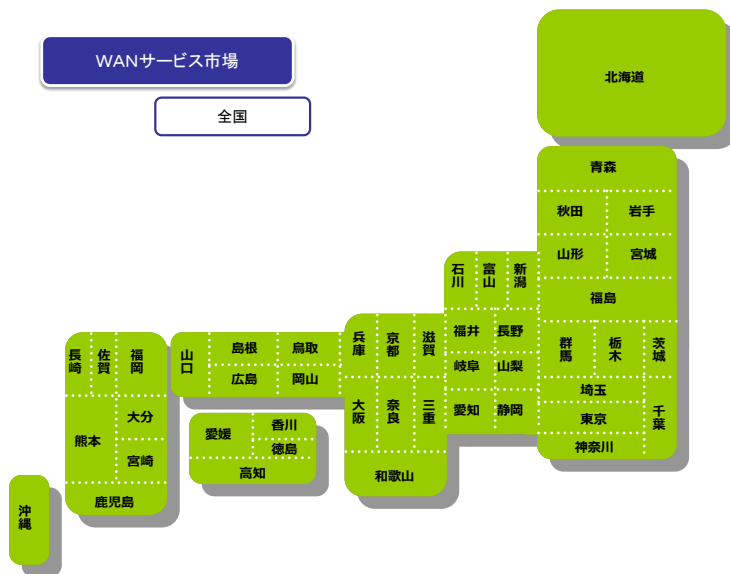 WANサービス市場
全国
北海道
青森
秋田
岩手
山形
宮城
福島
群馬
栃木
茨城
埼玉
東京
千葉
神奈川
石川
富山
新潟
福井
長野
岐阜
山梨
愛知
静岡
兵庫
京都
滋賀
大阪
奈良
三重
和歌山
山口
島根
鳥取
広島
岡山
愛媛
香川
徳島
高知
長崎
佐賀
福岡
熊本
大分
宮崎
鹿児島
沖縄